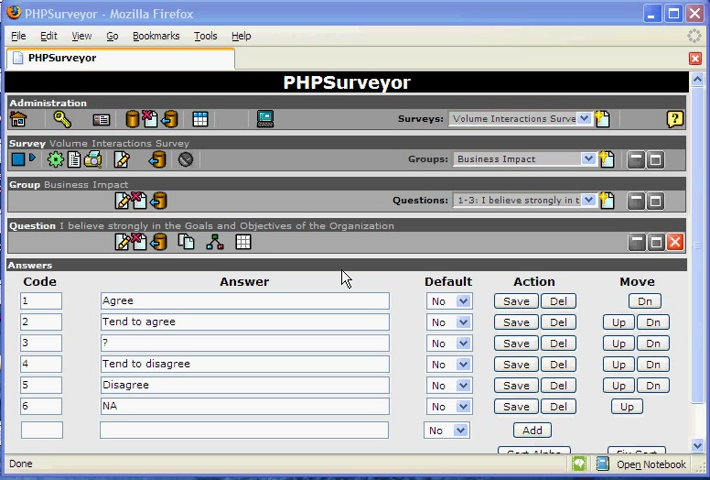 PHPSurveyor - Mozilla Firefox
File Edit View Go Bookmarks Tools Help
PHPSurveyor
PHPSurveyor
Administration
Surveys: Volume Interactions Surve
Survey Volume Interactions Survey
Groups: Business Impact
Group Business Impact
Questions: 1-3: I believe strongly in t
Question I believe strongly in the Goals and Objectives of the Organization
Answers
Code Answer Default Action Move
1 Agree No Save Del Dn
2 Tend to agree No Save Del Up Dn
3 ? No Save Del Up Dn
4 Tend to disagree No Save Del Up Dn
5 Disagree No Save Del Up Dn
6 NA No Save Del Up
No Add
Sort Alpha Fix Sort
Done Open Notebook